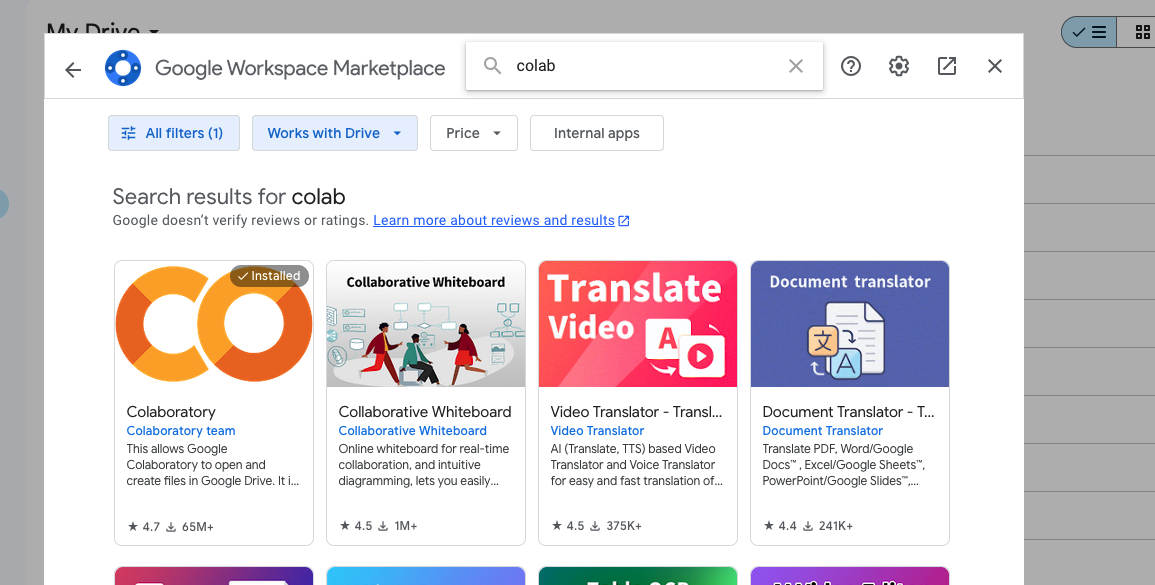 My Drive
Google Workspace Marketplace
colab
All filters (1)
Works with Drive
Price
Internal apps
Search results for colab
Google doesn't verify reviews or ratings. Learn more about reviews and results
Installed
Colaboratory
Colaboratory team
This allows Google
Colaboratory to open and
create files in Google Drive. It i...
4.7 65M+
Collaborative Whiteboard
Collaborative Whiteboard
Collaborative Whiteboard
Online whiteboard for real-time
collaboration, and intuitive
diagramming, lets you easily...
4.5 1M+
Translate
Video
A
Video Translator - Transl...
Video Translator
AI (Translate, TTS) based Video
Translator and Voice Translator
for easy and fast translation of...
4.5 375K+
Document translator
文
A
Document Translator - T...
Document Translator
Translate PDF, Word/Google
Docs™ , Excel/Google Sheets™,
PowerPoint/Google Slides™,...
4.4 241K+